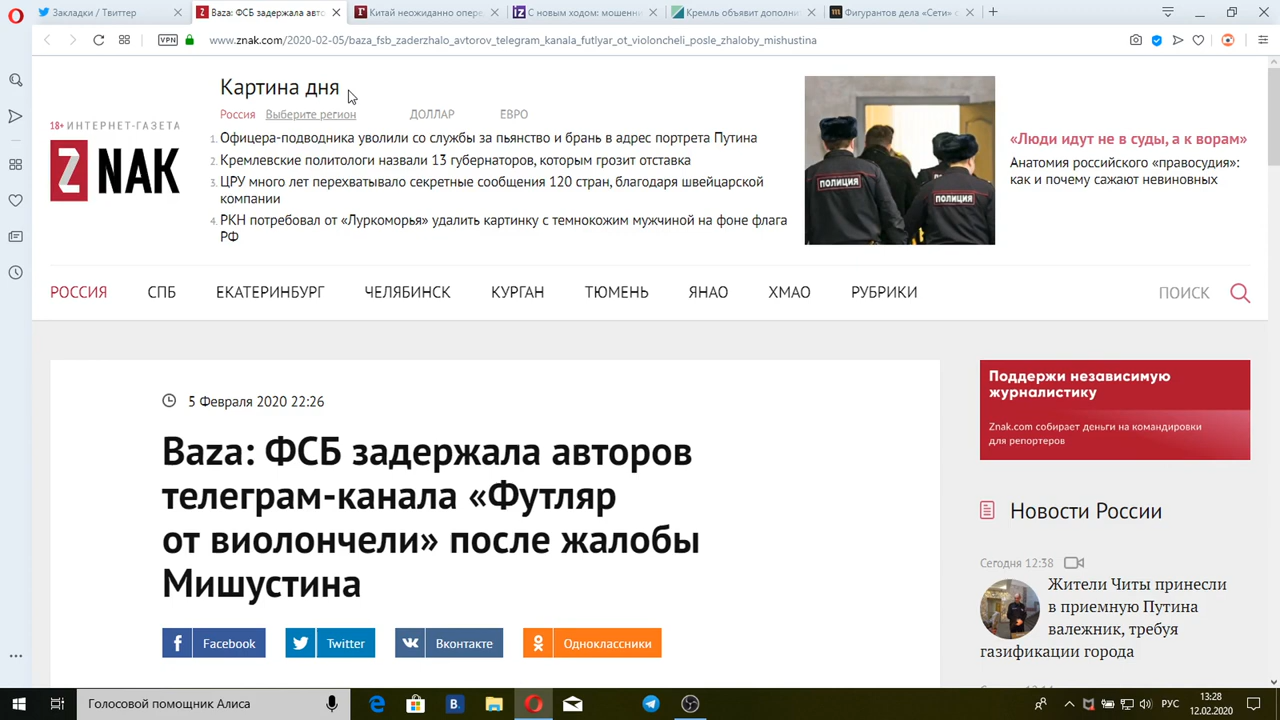 Закладки / Твиттер
Baza: ФСБ задержала авто
Китай неожиданно опере
С новым ходом: мошенни
Кремль объявит дополни
Фигурантов дела «Сети» с
VPN
www.znak.com/2020-02-05/baza_fsb_zaderzhalo_avtorov_telegram_kanala_futlyar_ot_violoncheli_posle_zhaloby_mishustina
18+ ИНТЕРНЕТ-ГАЗЕТА
ZNAK
Картина дня
Россия Выберите регион ДОЛЛАР ЕВРО
1. Офицера-подводника уволили со службы за пьянство и брань в адрес портрета Путина
2. Кремлевские политологи назвали 13 губернаторов, которым грозит отставка
3. ЦРУ много лет перехватывало секретные сообщения 120 стран, благодаря швейцарской
компании
4. РКН потребовал от «Луркоморья» удалить картинку с темнокожим мужчиной на фоне флага
РФ
ПОЛИЦИЯ
ПОЛИЦИЯ
«Люди идут не в суды, а к ворам»
Анатомия российского «правосудия»:
как и почему сажают невиновных
РОССИЯ СПБ ЕКАТЕРИНБУРГ ЧЕЛЯБИНСК КУРГАН ТЮМЕНЬ ЯНАО ХМАО РУБРИКИ ПОИСК
5 Февраля 2020 22:26
Baza: ФСБ задержала авторов
телеграм-канала «Футляр
от виолончели» после жалобы
Мишустина
Facebook Twitter Вконтакте Одноклассники
Поддержи независимую
журналистику
Znak.com собирает деньги на командировки
для репортеров
Новости России
Сегодня 12:38
Жители Читы принесли
в приемную Путина
валежник, требуя
газификации города
Голосовой помощник Алиса
РУС
13:28
12.02.2020